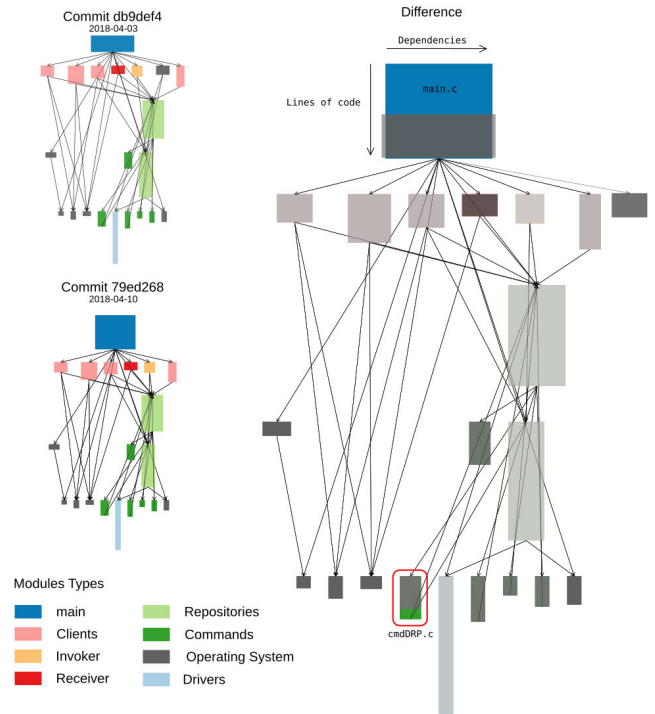 Commit db9def4
2018-04-03
Difference
Dependencies
Lines of code
main.c
Commit 79ed268
2018-04-10
cmdDRP.c
Modules Types
main
Clients
Invoker
Receiver
Repositories
Commands
Operating System
Drivers